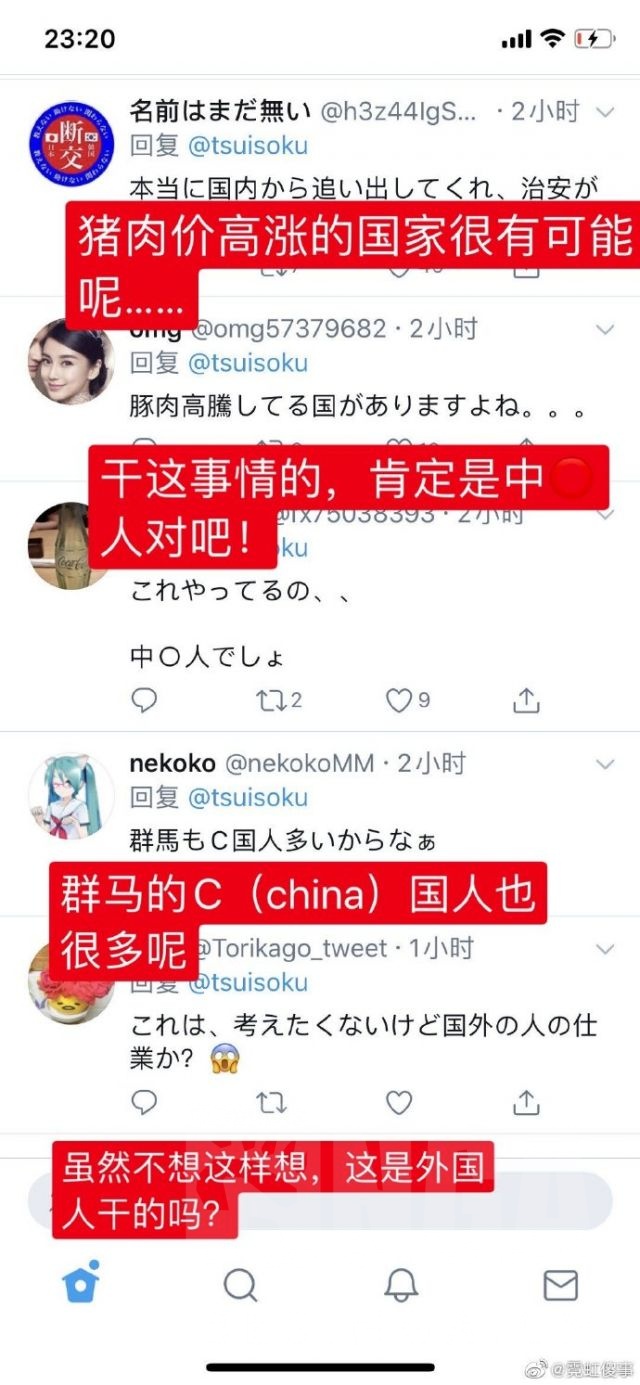 23:20
名前はまだ無い @h3z44lgS... · 2小时
回复 @tsuisoku
本当に国内から追い出してくれ、治安が
猪肉价高涨的国家很有可能
呢……
omg @omg57379682 · 2小时
回复 @tsuisoku
豚肉高騰してる国がありますよね。。。
干这事情的，肯定是中⭕
人对吧！
@fx75038393 · 2小时
ku
これやってるの、、
中〇人でしょ
2
9
nekoko @nekokoMM · 2小时
回复 @tsuisoku
群馬もC国人多いからなぁ
群马的C（china）国人也
很多呢
@Torikago_tweet · 1小时
回复 @tsuisoku
これは、考えたくないけど国外の人の仕
業か？😱
虽然不想这样想，这是外国
人干的吗？
@霓虹傻事